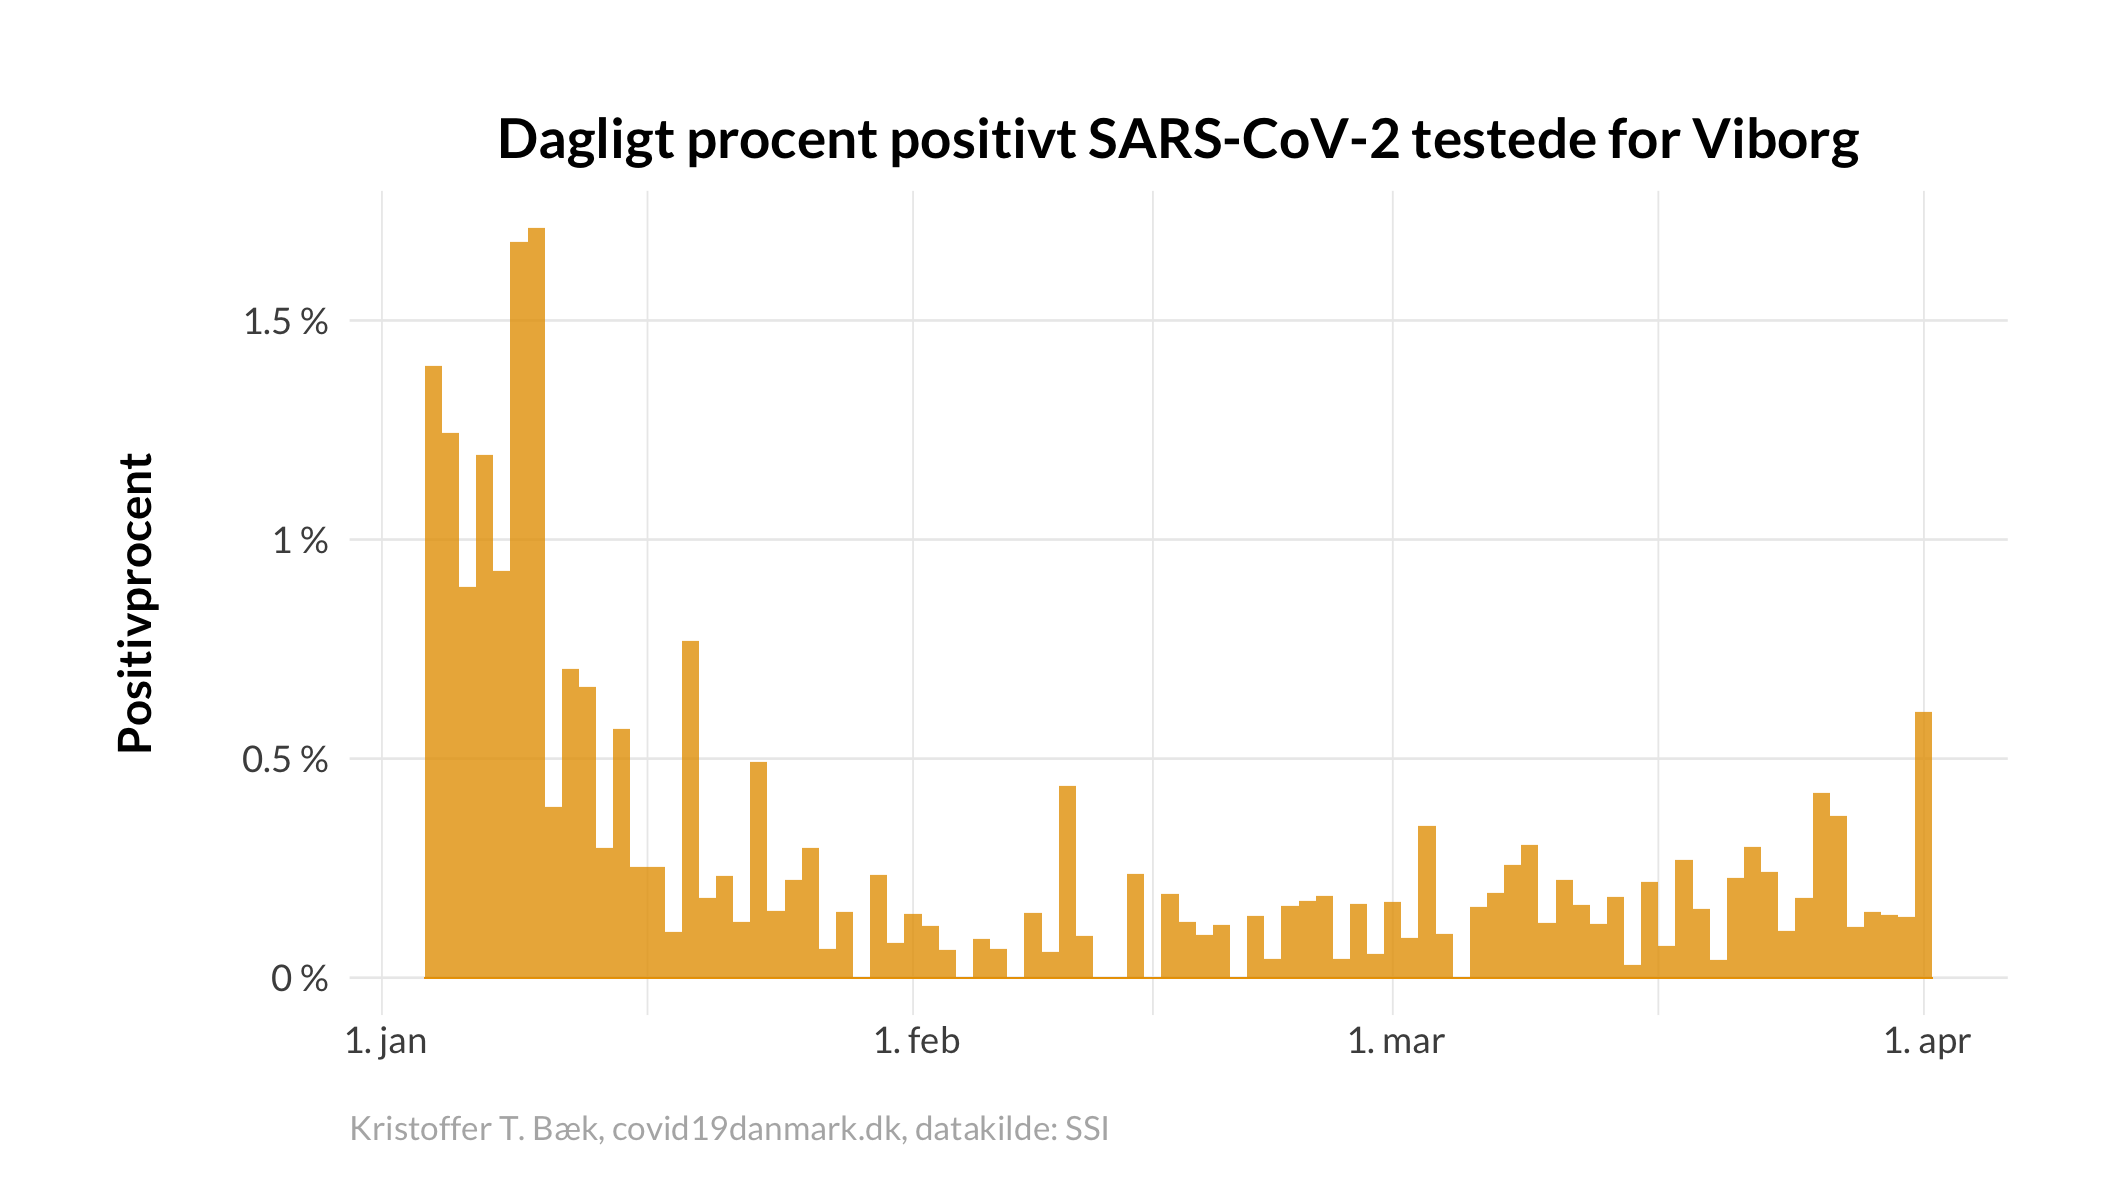 Dagligt procent positivt SARS-CoV-2 testede for Viborg
Positivprocent
1.5 %
1 %
0.5 %
0 %
1. jan
1. feb
1. mar
1. apr
Kristoffer T. Bæk, covid19danmark.dk, datakilde: SSI